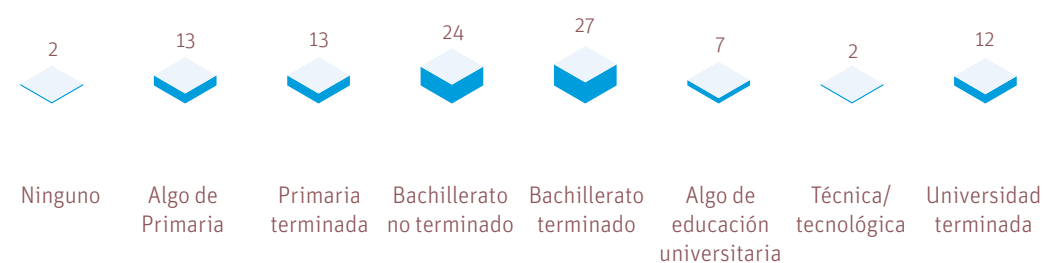 2
13
13
24
27
7
2
12
Ninguno
Algo de
Primaria
Primaria
terminada
Bachillerato
no terminado
Bachillerato
terminado
Algo de
educación
universitaria
Técnica/
tecnológica
Universidad
terminada